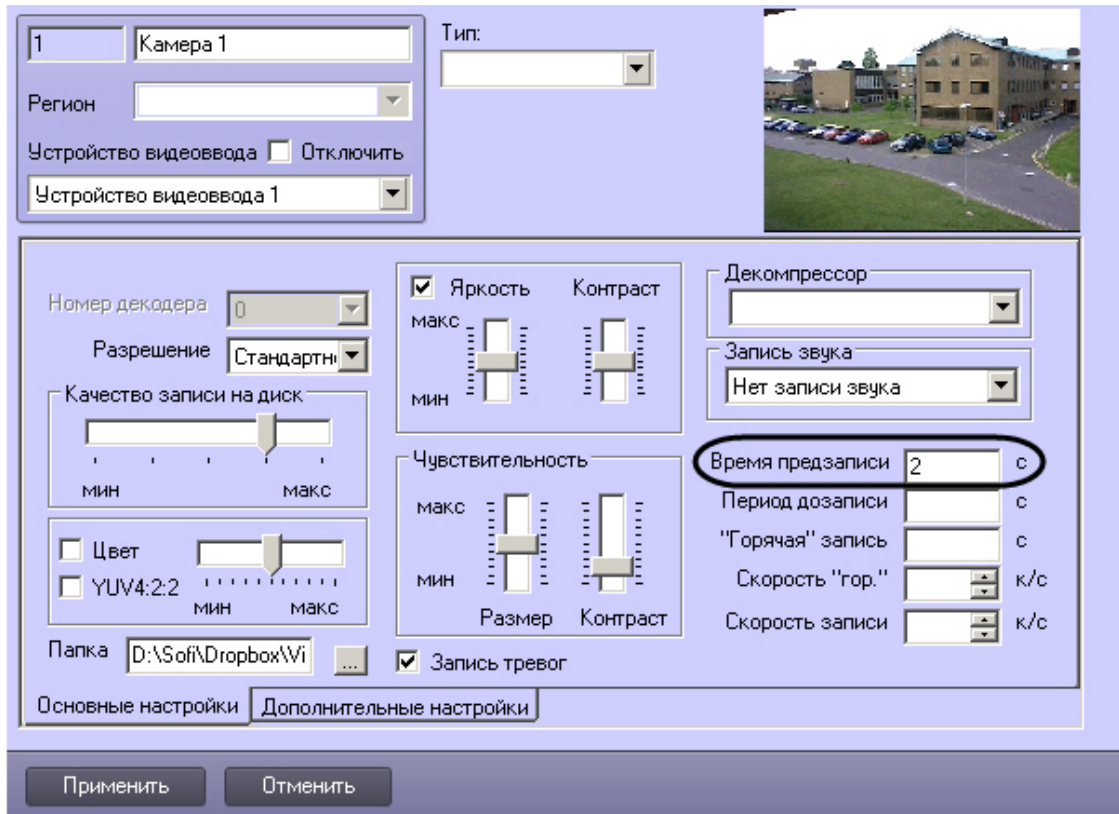 1 Камера 1
Тип:
Регион
Устройство видеоввода Отключить
Устройство видеоввода 1
Номер декодера 0
Разрешение Стандартн
Качество записи на диск
мин макс
Цвет
YUV4:2:2
мин макс
Папка D:\Sofi\Dropbox\Vi ...
Яркость Контраст
макс
мин
Чувствительность
макс
мин
Размер Контраст
Запись тревог
Декомпрессор
Запись звука
Нет записи звука
Время предзаписи 2 с
Период дозаписи с
"Горячая" запись с
Скорость "гор." к/с
Скорость записи к/с
Основные настройки Дополнительные настройки
Применить Отменить